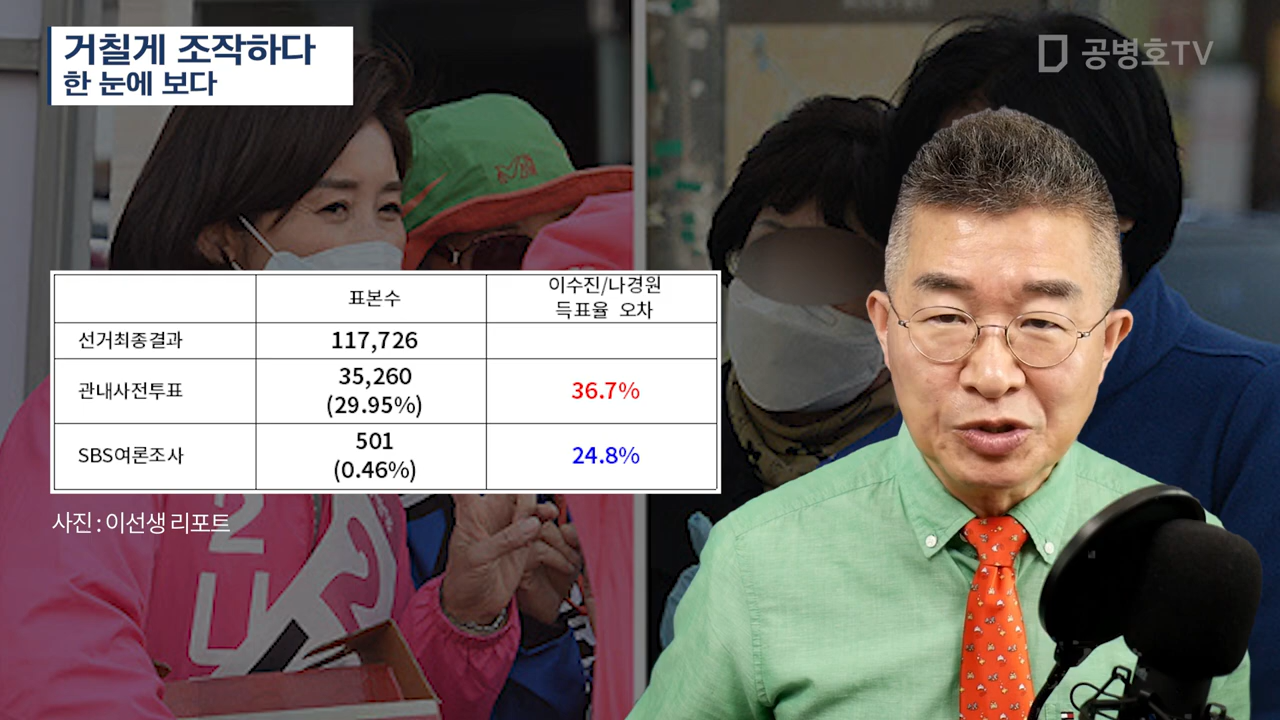 거칠게 조작하다
한 눈에 보다
공병호TV
표본수
이수진/나경원
득표율 오차
선거최종결과
117,726
관내사전투표
35,260
(29.95%)
36.7%
SBS여론조사
501
(0.46%)
24.8%
사진 : 이선생 리포트
2
나